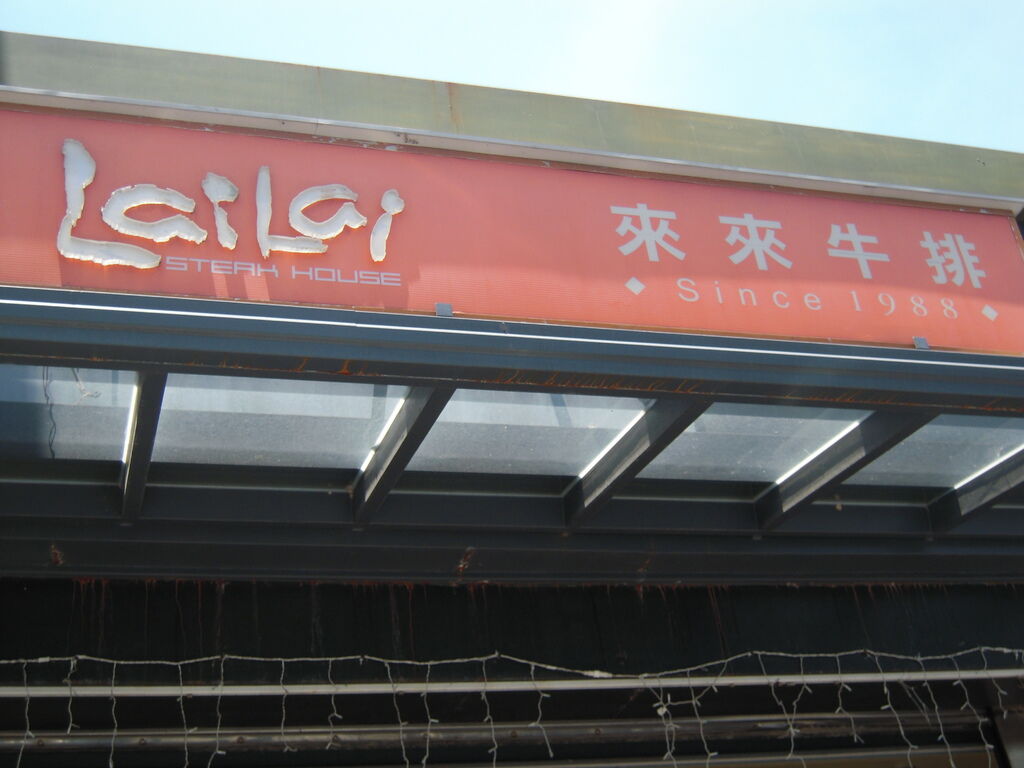 LaiLai
STEAK HOUSE
來來牛排
Since 1988